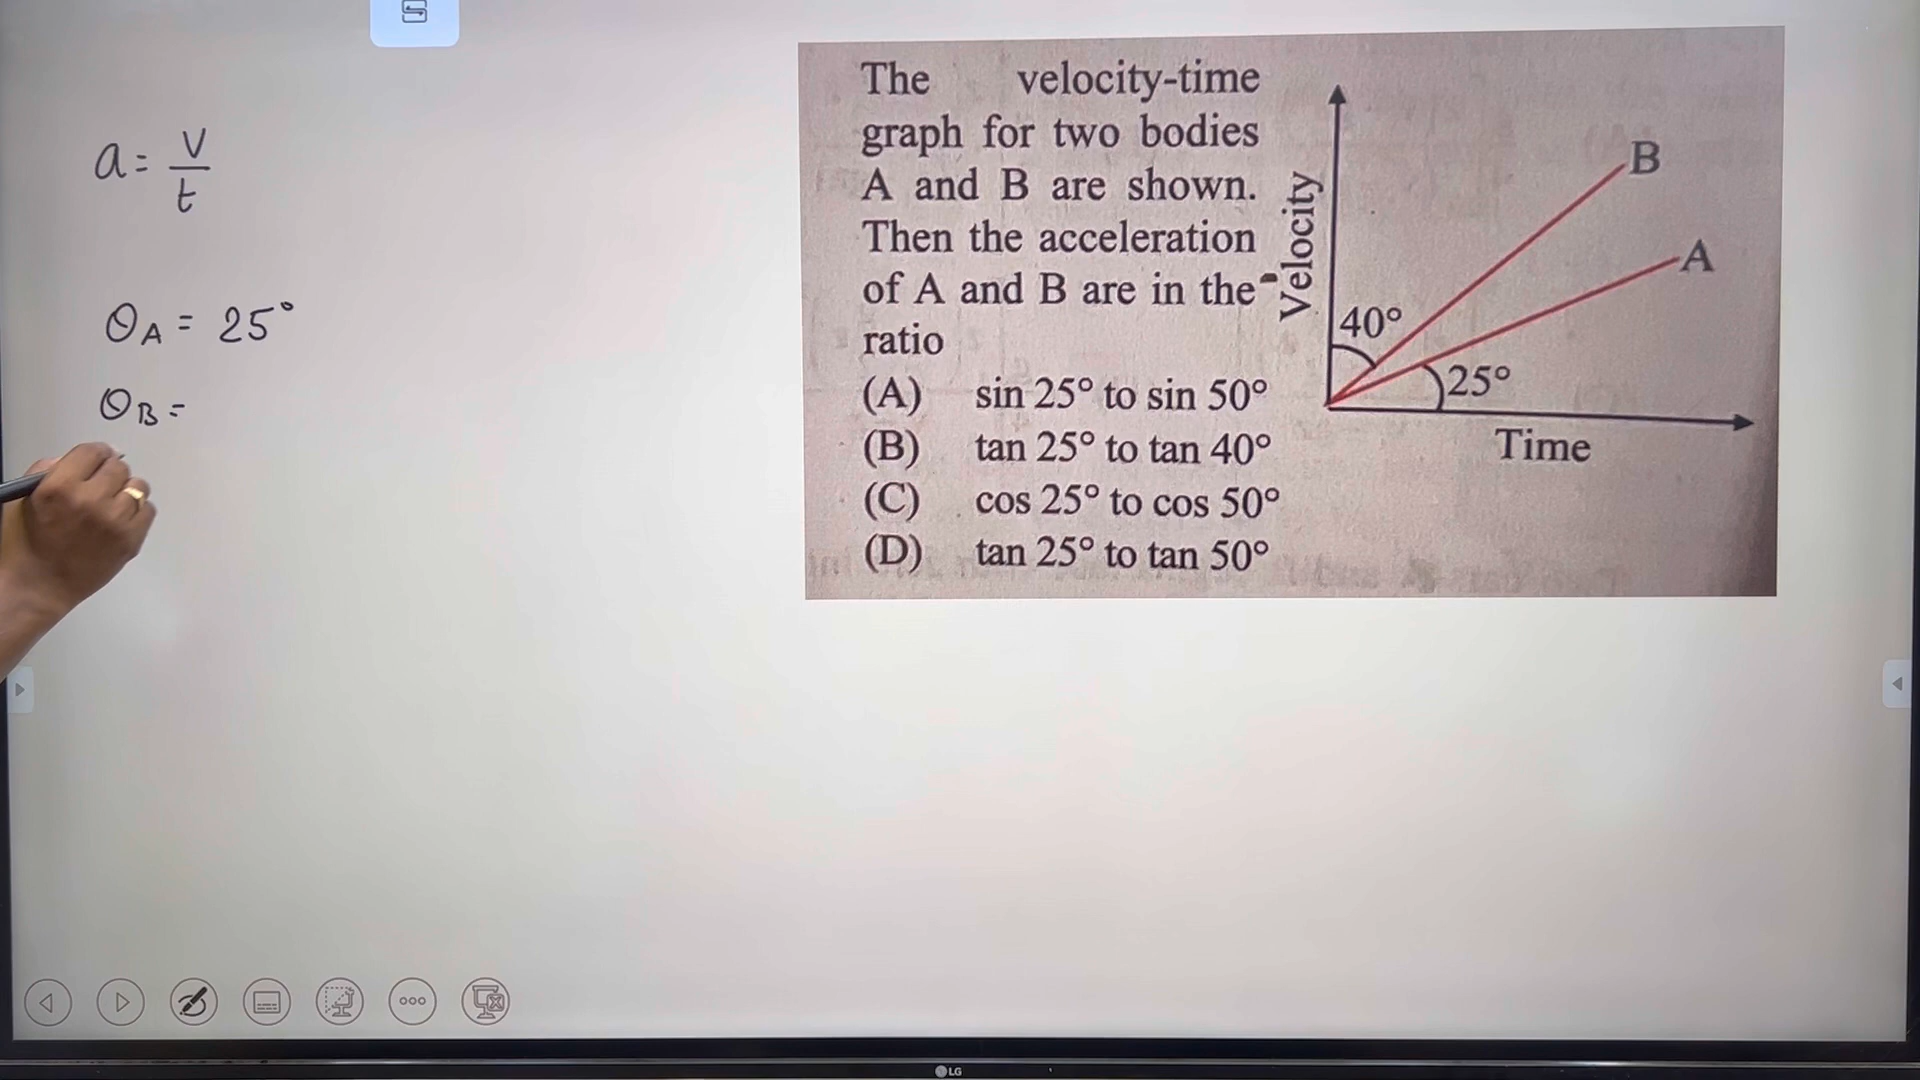 a = v/t
θA = 25°
θB =
The velocity-time
graph for two bodies
A and B are shown.
Then the acceleration
of A and B are in the
ratio
(A) sin 25° to sin 50°
(B) tan 25° to tan 40°
(C) cos 25° to cos 50°
(D) tan 25° to tan 50°
Velocity
B
A
40°
25°
Time
LG